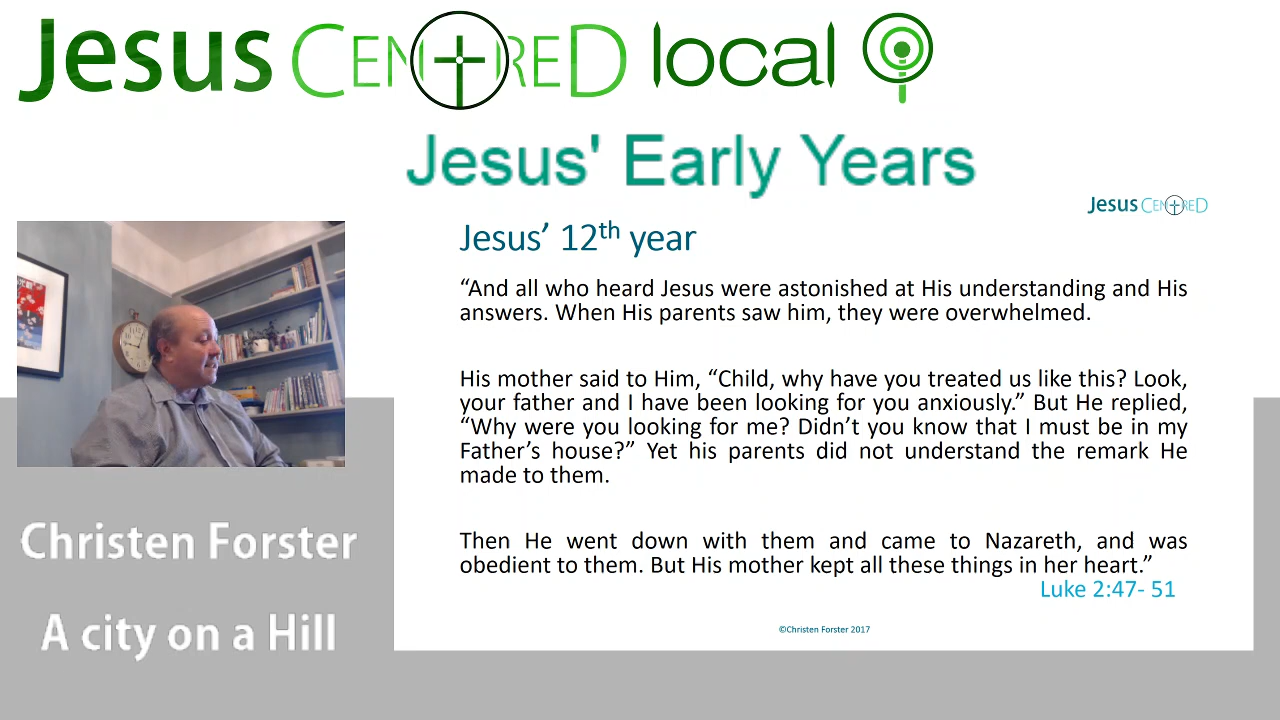 Jesus CENTRED local
Jesus' Early Years
Jesus CENTRED
Jesus’ 12th year
“And all who heard Jesus were astonished at His understanding and His
answers. When His parents saw him, they were overwhelmed.
His mother said to Him, “Child, why have you treated us like this? Look,
your father and I have been looking for you anxiously.” But He replied,
“Why were you looking for me? Didn’t you know that I must be in my
Father’s house?” Yet his parents did not understand the remark He
made to them.
Then He went down with them and came to Nazareth, and was
obedient to them. But His mother kept all these things in her heart.”
Luke 2:47- 51
©Christen Forster 2017
Christen Forster
A city on a Hill